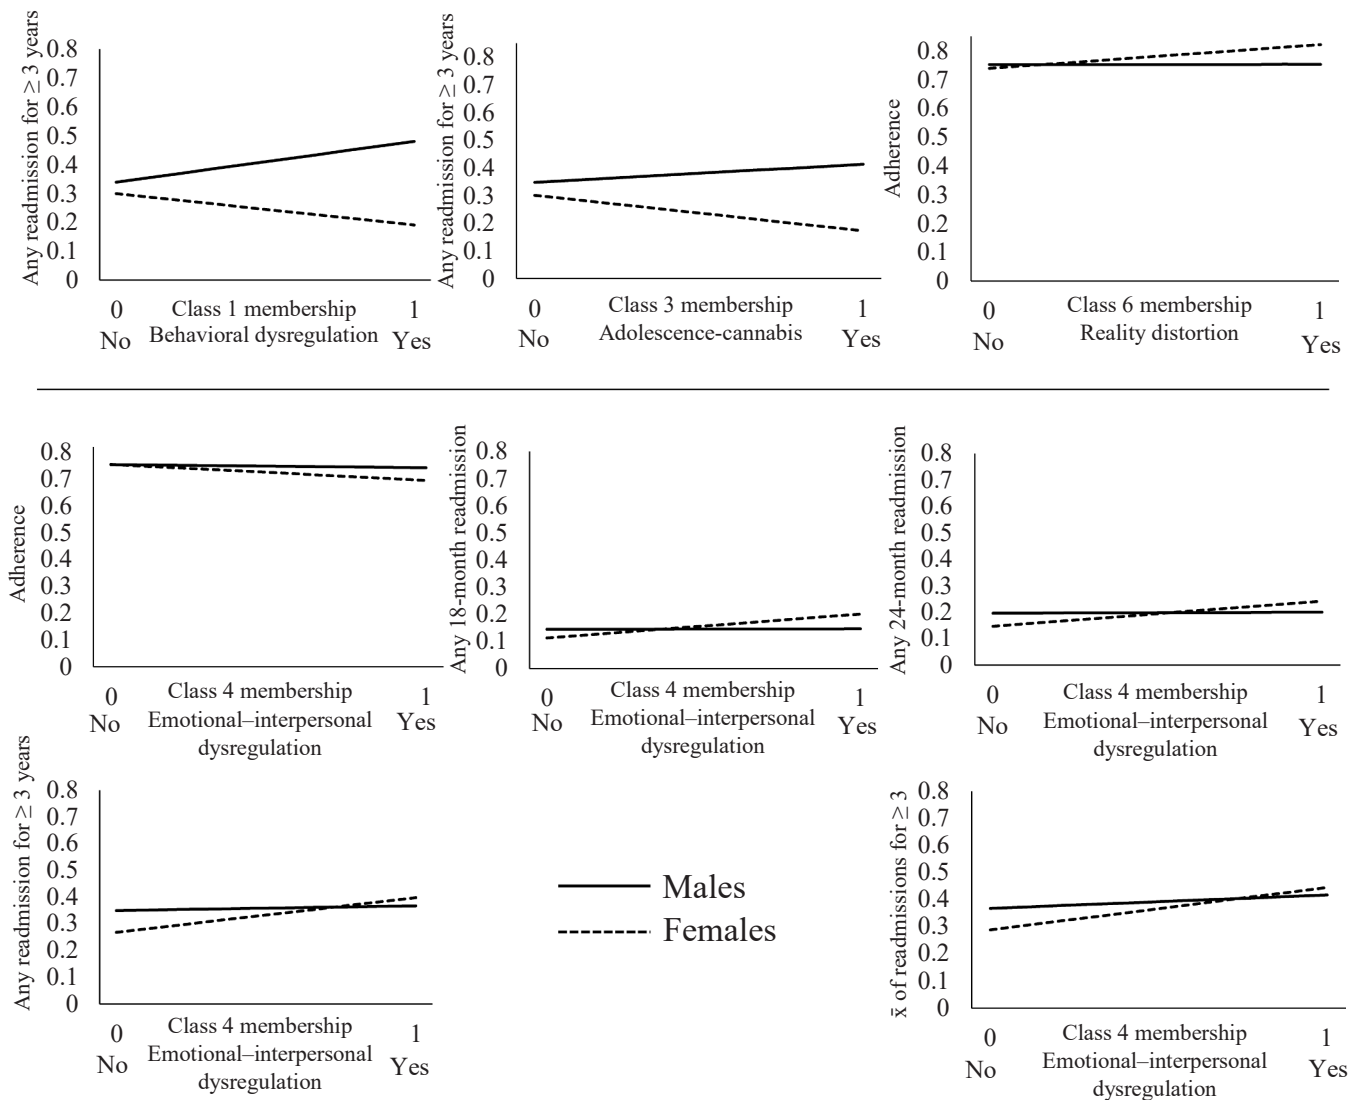 Any readmission for ≥ 3 years
0.8
0.7
0.6
0.5
0.4
0.3
0.2
0.1
0
0
No
Class 1 membership
Behavioral dysregulation
1
Yes
Any readmission for ≥ 3 years
0.8
0.7
0.6
0.5
0.4
0.3
0.2
0.1
0
0
No
Class 3 membership
Adolescence-cannabis
1
Yes
Adherence
0.8
0.7
0.6
0.5
0.4
0.3
0.2
0.1
0
0
No
Class 6 membership
Reality distortion
1
Yes
Adherence
0.8
0.7
0.6
0.5
0.4
0.3
0.2
0.1
0
0
No
Class 4 membership
Emotional–interpersonal
dysregulation
1
Yes
Any 18-month readmission
0.8
0.7
0.6
0.5
0.4
0.3
0.2
0.1
0
0
No
Class 4 membership
Emotional–interpersonal
dysregulation
1
Yes
Any 24-month readmission
0.8
0.7
0.6
0.5
0.4
0.3
0.2
0.1
0
0
No
Class 4 membership
Emotional–interpersonal
dysregulation
1
Yes
Any readmission for ≥ 3 years
0.8
0.7
0.6
0.5
0.4
0.3
0.2
0.1
0
0
No
Class 4 membership
Emotional–interpersonal
dysregulation
1
Yes
Males
Females
x̄ of readmissions for ≥ 3
0.8
0.7
0.6
0.5
0.4
0.3
0.2
0.1
0
0
No
Class 4 membership
Emotional–interpersonal
dysregulation
1
Yes